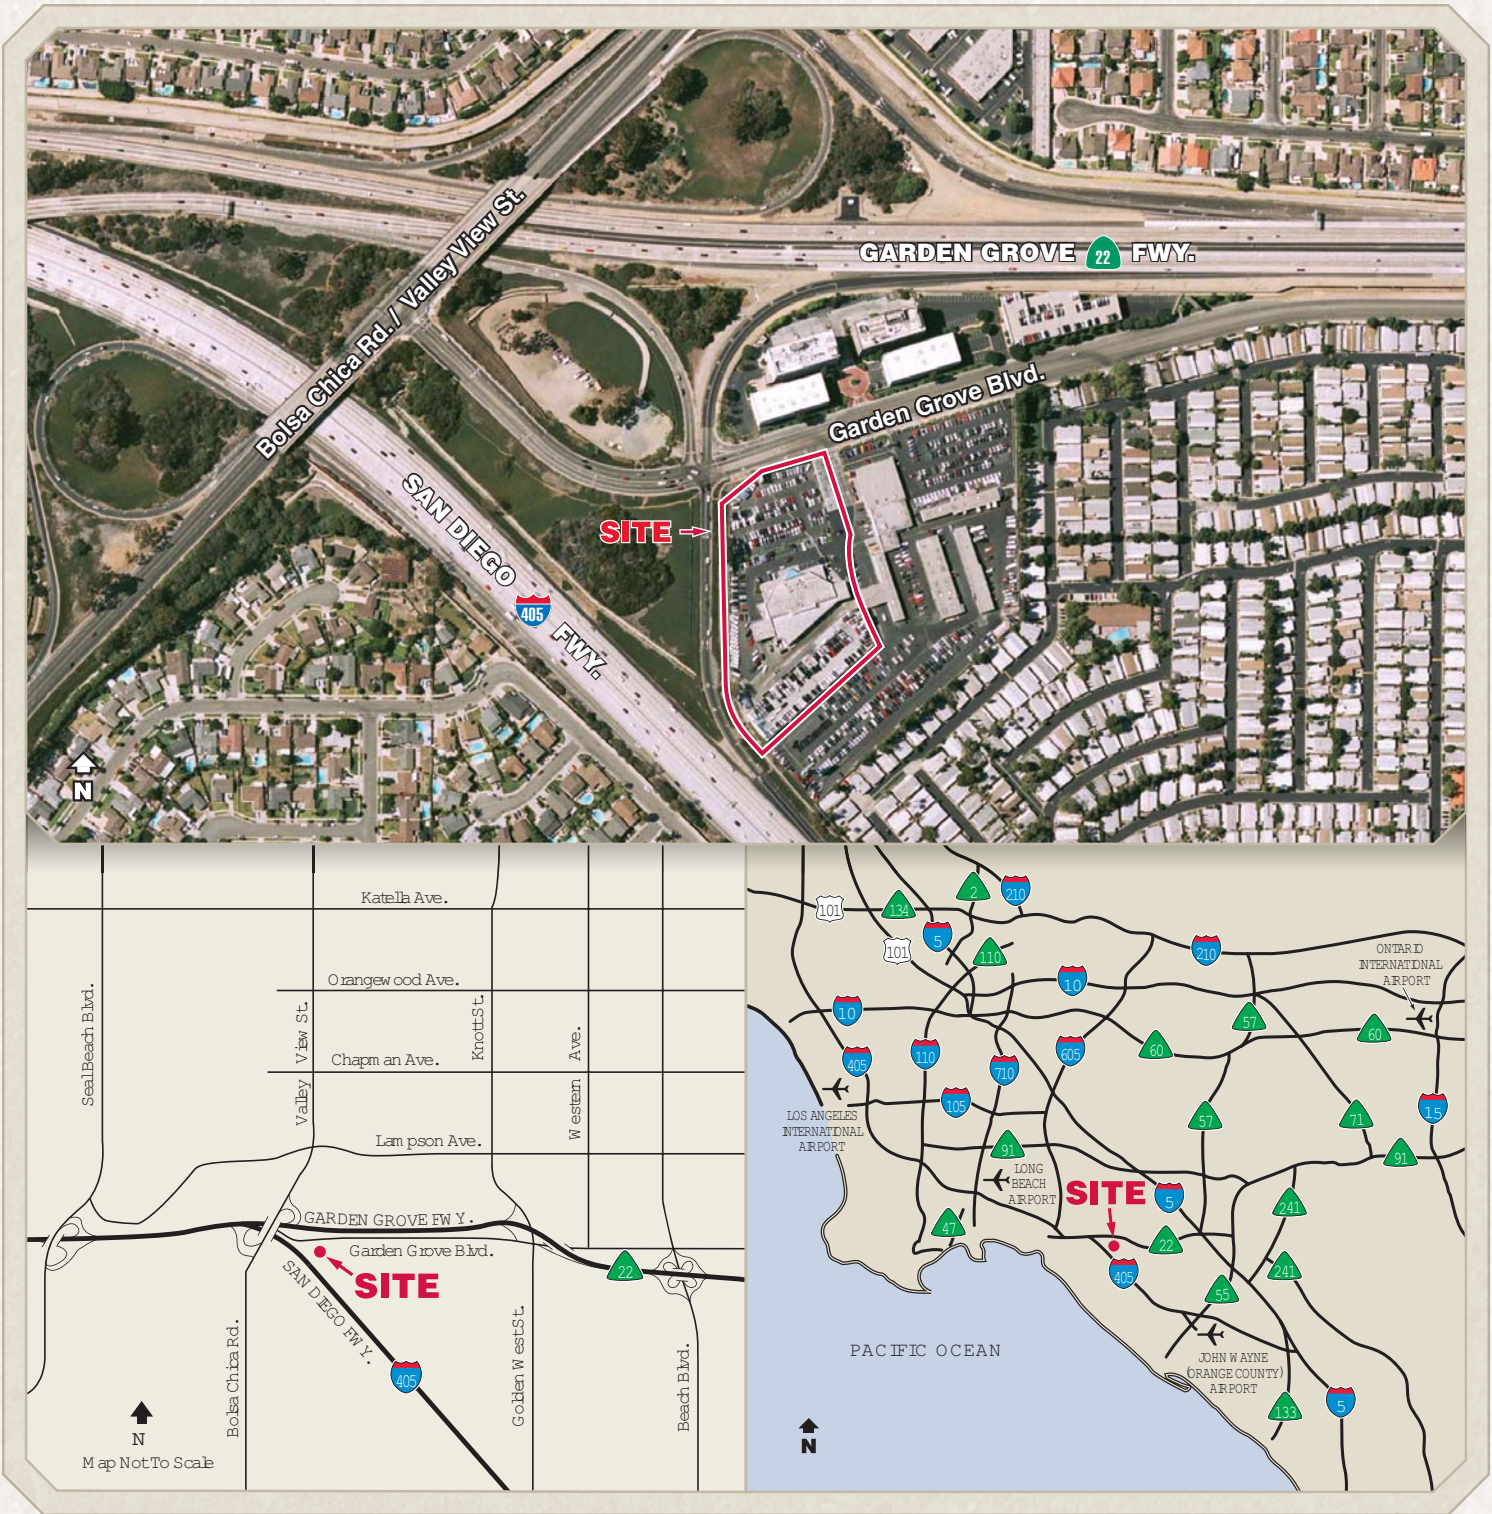 Bolsa Chica Rd. / Valley View St.
GARDEN GROVE 22 FWY.
Garden Grove Blvd.
SAN DIEGO 405 FWY.
SITE
N
Katella Ave.
Orangewood Ave.
Chapman Ave.
Lampson Ave.
Seal Beach Blvd.
Valley View St.
Knott St.
Western Ave.
GARDEN GROVE FWY.
Garden Grove Blvd.
SITE
22
SAN DIEGO FWY.
405
Bolsa Chica Rd.
Golden West St.
Beach Blvd.
N
Map Not To Scale
101
134
2
210
5
101
110
210
ONTARIO
INTERNATIONAL
AIRPORT
10
10
57
60
405
110
710
605
60
105
57
71
15
LOS ANGELES
INTERNATIONAL
AIRPORT
91
91
LONG
BEACH
AIRPORT
SITE
5
241
47
22
405
241
55
PACIFIC OCEAN
JOHN WAYNE
(ORANGE COUNTY)
AIRPORT
133
5
N